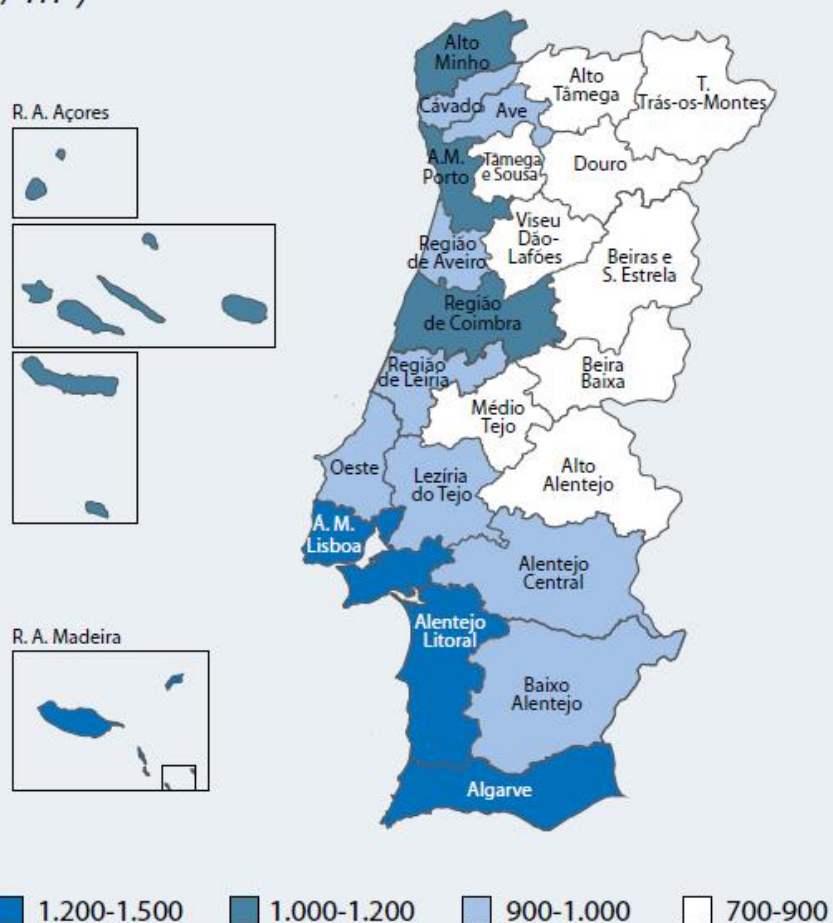 Alto
Minho
Alto
Tâmega
T.
Trás-os-Montes
Cávado
Ave
R. A. Açores
A.M.
Porto
Tâmega
e Sousa
Douro
Viseu
Dão-
Lafões
Região
de Aveiro
Beiras e
S. Estrela
Região
de Coimbra
Região
de Leiria
Beira
Baixa
Médio
Tejo
Oeste
Lezíria
do Tejo
Alto
Alentejo
A. M.
Lisboa
Alentejo
Central
Alentejo
Litoral
R. A. Madeira
Baixo
Alentejo
Algarve
1.200-1.500
1.000-1.200
900-1.000
700-900